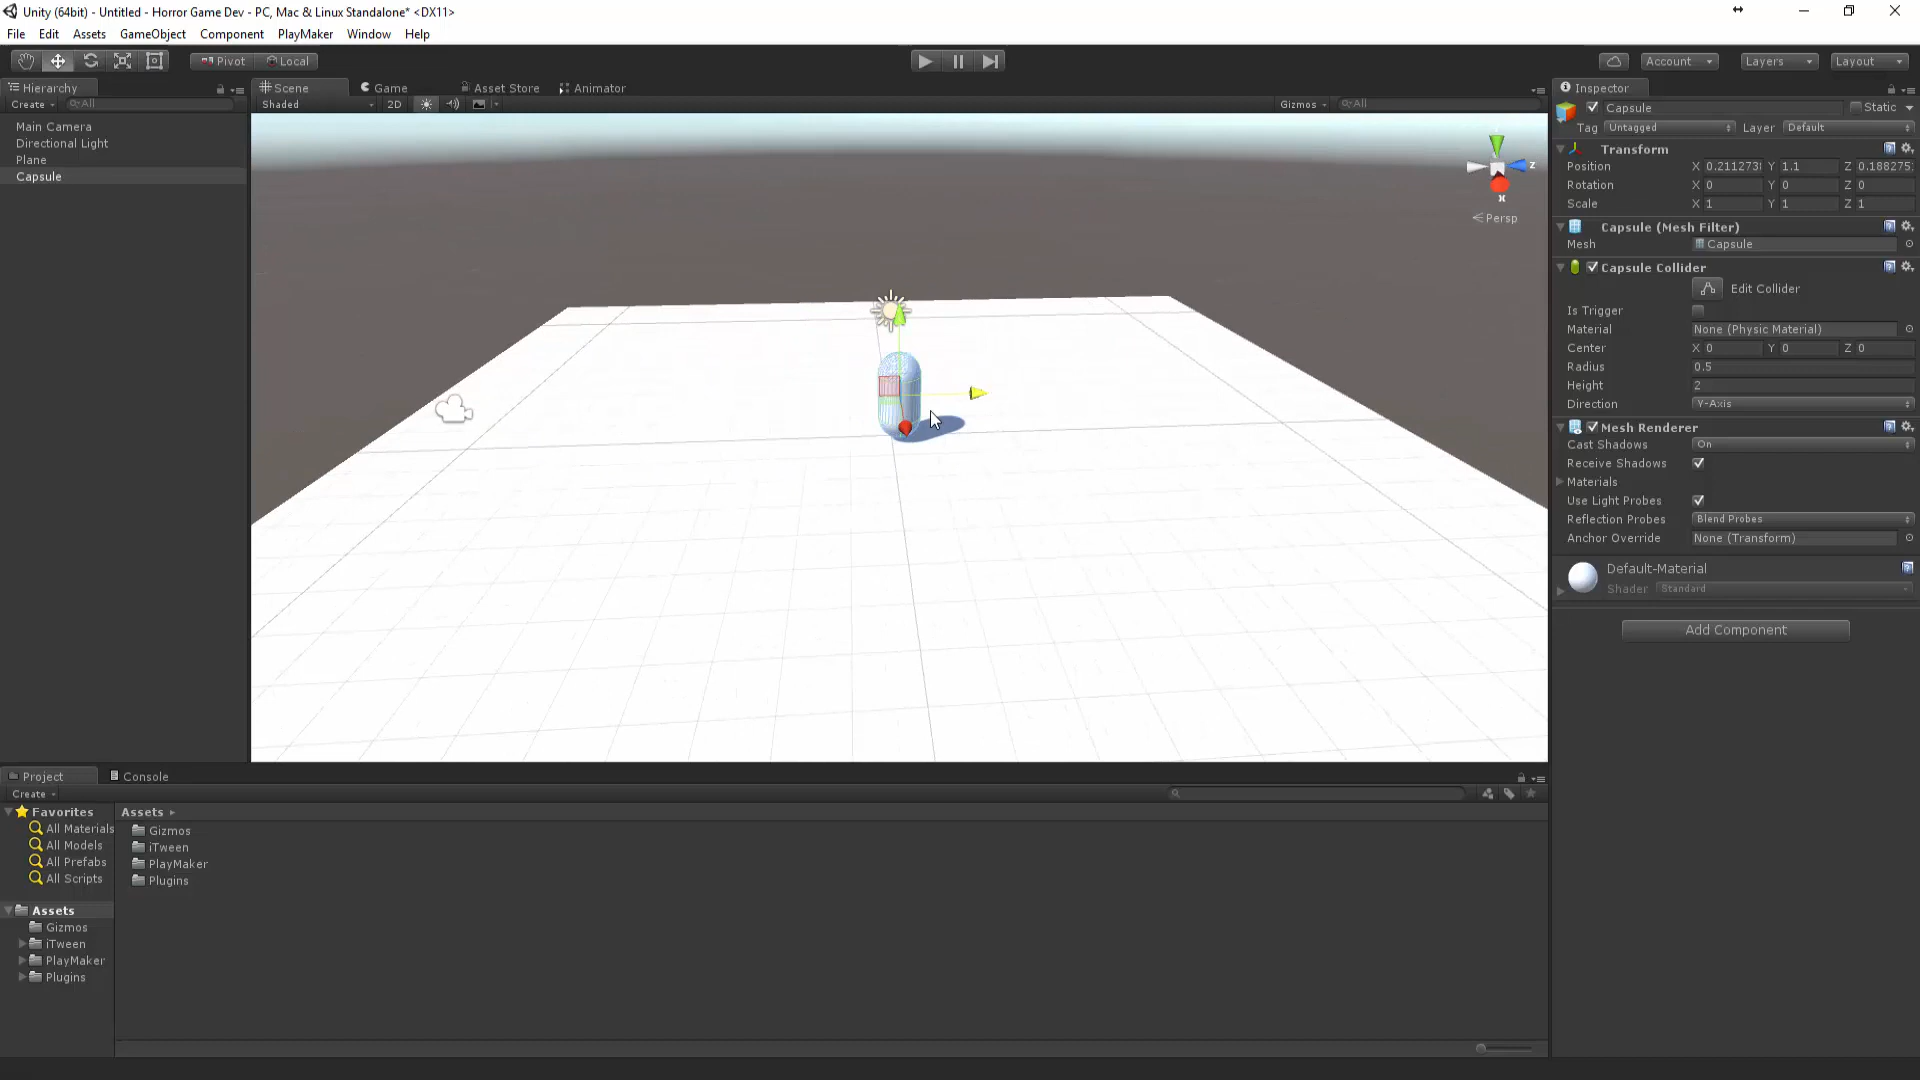 Unity (64bit) - Untitled - Horror Game Dev - PC, Mac & Linux Standalone* <DX11>
File Edit Assets GameObject Component PlayMaker Window Help
Pivot Local Account Layers Layout
Hierarchy Scene Game Asset Store Animator Inspector
Create All Shaded 2D Gizmos All
Main Camera
Directional Light
Plane
Capsule
z
x
Persp
Capsule Static
Tag Untagged Layer Default
Transform
Position X 0.211273 Y 1.1 Z 0.188275
Rotation X 0 Y 0 Z 0
Scale X 1 Y 1 Z 1
Capsule (Mesh Filter)
Mesh Capsule
Capsule Collider
Edit Collider
Is Trigger
Material None (Physic Material)
Center X 0 Y 0 Z 0
Radius 0.5
Height 2
Direction Y-Axis
Mesh Renderer
Cast Shadows On
Receive Shadows
Materials
Use Light Probes
Reflection Probes Blend Probes
Anchor Override None (Transform)
Default-Material
Shader Standard
Add Component
Project Console
Create
Favorites
All Materials
All Models
All Prefabs
All Scripts
Assets
Gizmos
iTween
PlayMaker
Plugins
Assets
Gizmos
iTween
PlayMaker
Plugins